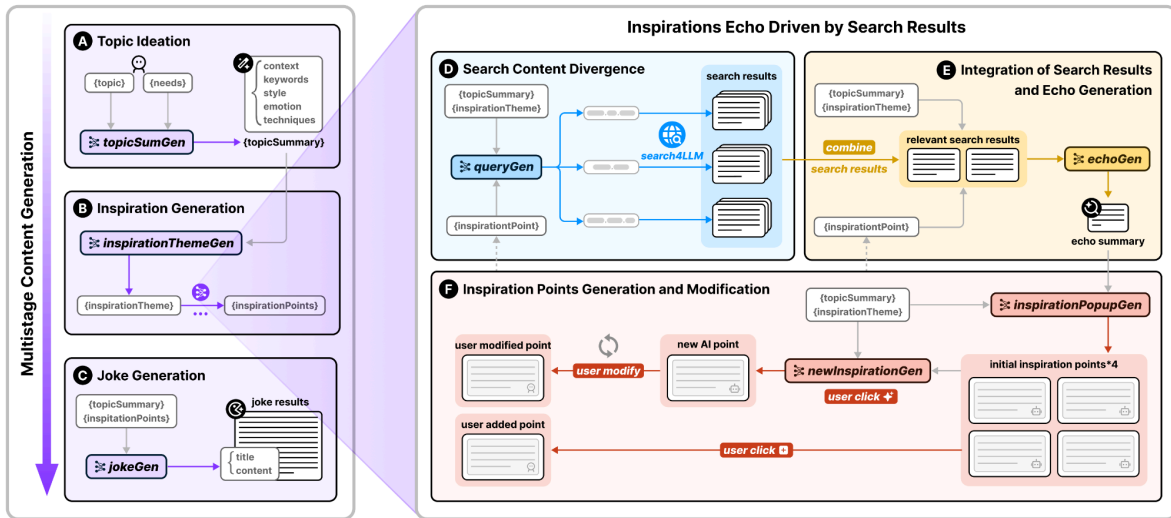 Multistage Content Generation
A Topic Ideation
{topic}
{needs}
context
keywords
style
emotion
techniques
topicSumGen
{topicSummary}
B Inspiration Generation
inspirationThemeGen
{inspirationTheme}
{inspirationPoints}
C Joke Generation
{topicSummary}
{inspitationPoints}
jokeGen
joke results
title
content
Inspirations Echo Driven by Search Results
D Search Content Divergence
{topicSummary}
{inspirationTheme}
queryGen
{inspirationtPoint}
search4LLM
search results
combine
search results
E Integration of Search Results
and Echo Generation
{topicSummary}
{inspirationTheme}
relevant search results
{inspirationPoint}
echoGen
echo summary
F Inspiration Points Generation and Modification
{topicSummary}
{inspirationTheme}
inspirationPopupGen
user modified point
user modify
new AI point
newInspirationGen
user click
initial inspiration points*4
user added point
user click